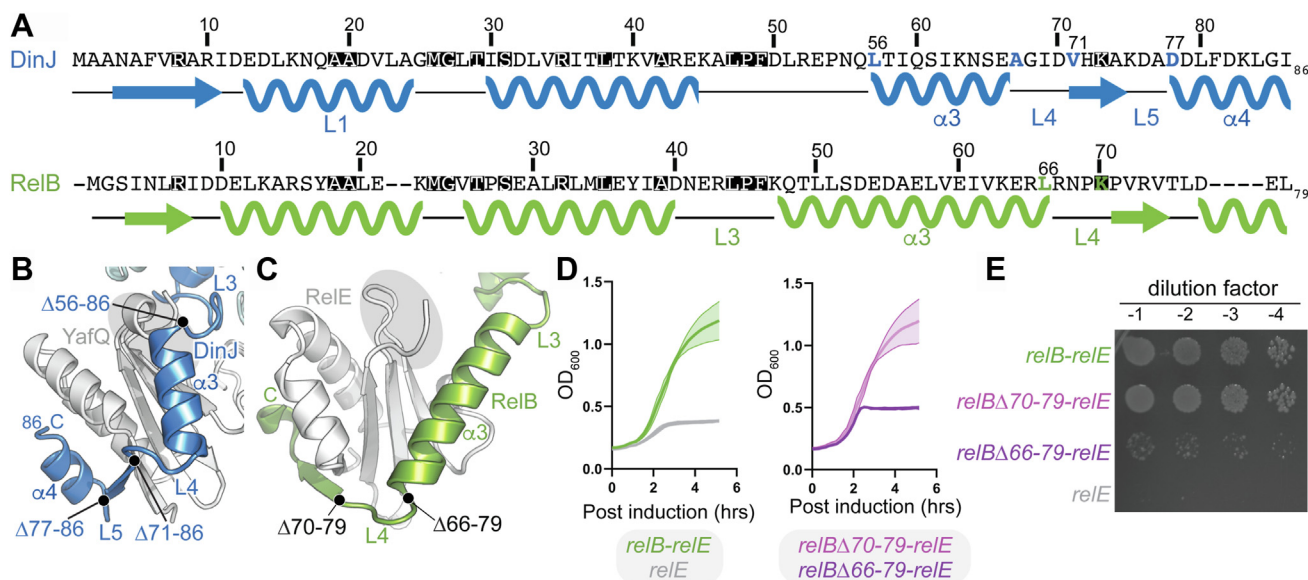 A
10 20 30 40 50 56 60 70 71 77 80
DinJ MAANAFVRARIDEDLKNQAADVLAGMGLTISDLVRITLTKVAREKALPFDLREPNQLTIQSIKNSEAGIDVHKAKDADDLFDKLGI 86
L1 α3 L4 L5 α4
10 20 30 40 50 60 66 70
RelB -MGSINLRIDDELKARSYAALE--KMGVTPSEALRLMLEYIADNERLPFKQTLLSDEDAELVEIVKERLRNPKPVRVTLD----EL 79
L3 α3 L4
B
Δ56-86
L3
YafQ
DinJ
α3
86 C
α4
L4
Δ77-86 L5 Δ71-86
C
RelE
L3
C
RelB
α3
Δ70-79
L4
Δ66-79
D
1.5
1.0
0.5
0.0
OD600
0 2 4 6
Post induction (hrs)
relB-relE
relE
1.5
1.0
0.5
0.0
OD600
0 2 4 6
Post induction (hrs)
relBΔ70-79-relE
relBΔ66-79-relE
E
dilution factor
-1 -2 -3 -4
relB-relE
relBΔ70-79-relE
relBΔ66-79-relE
relE